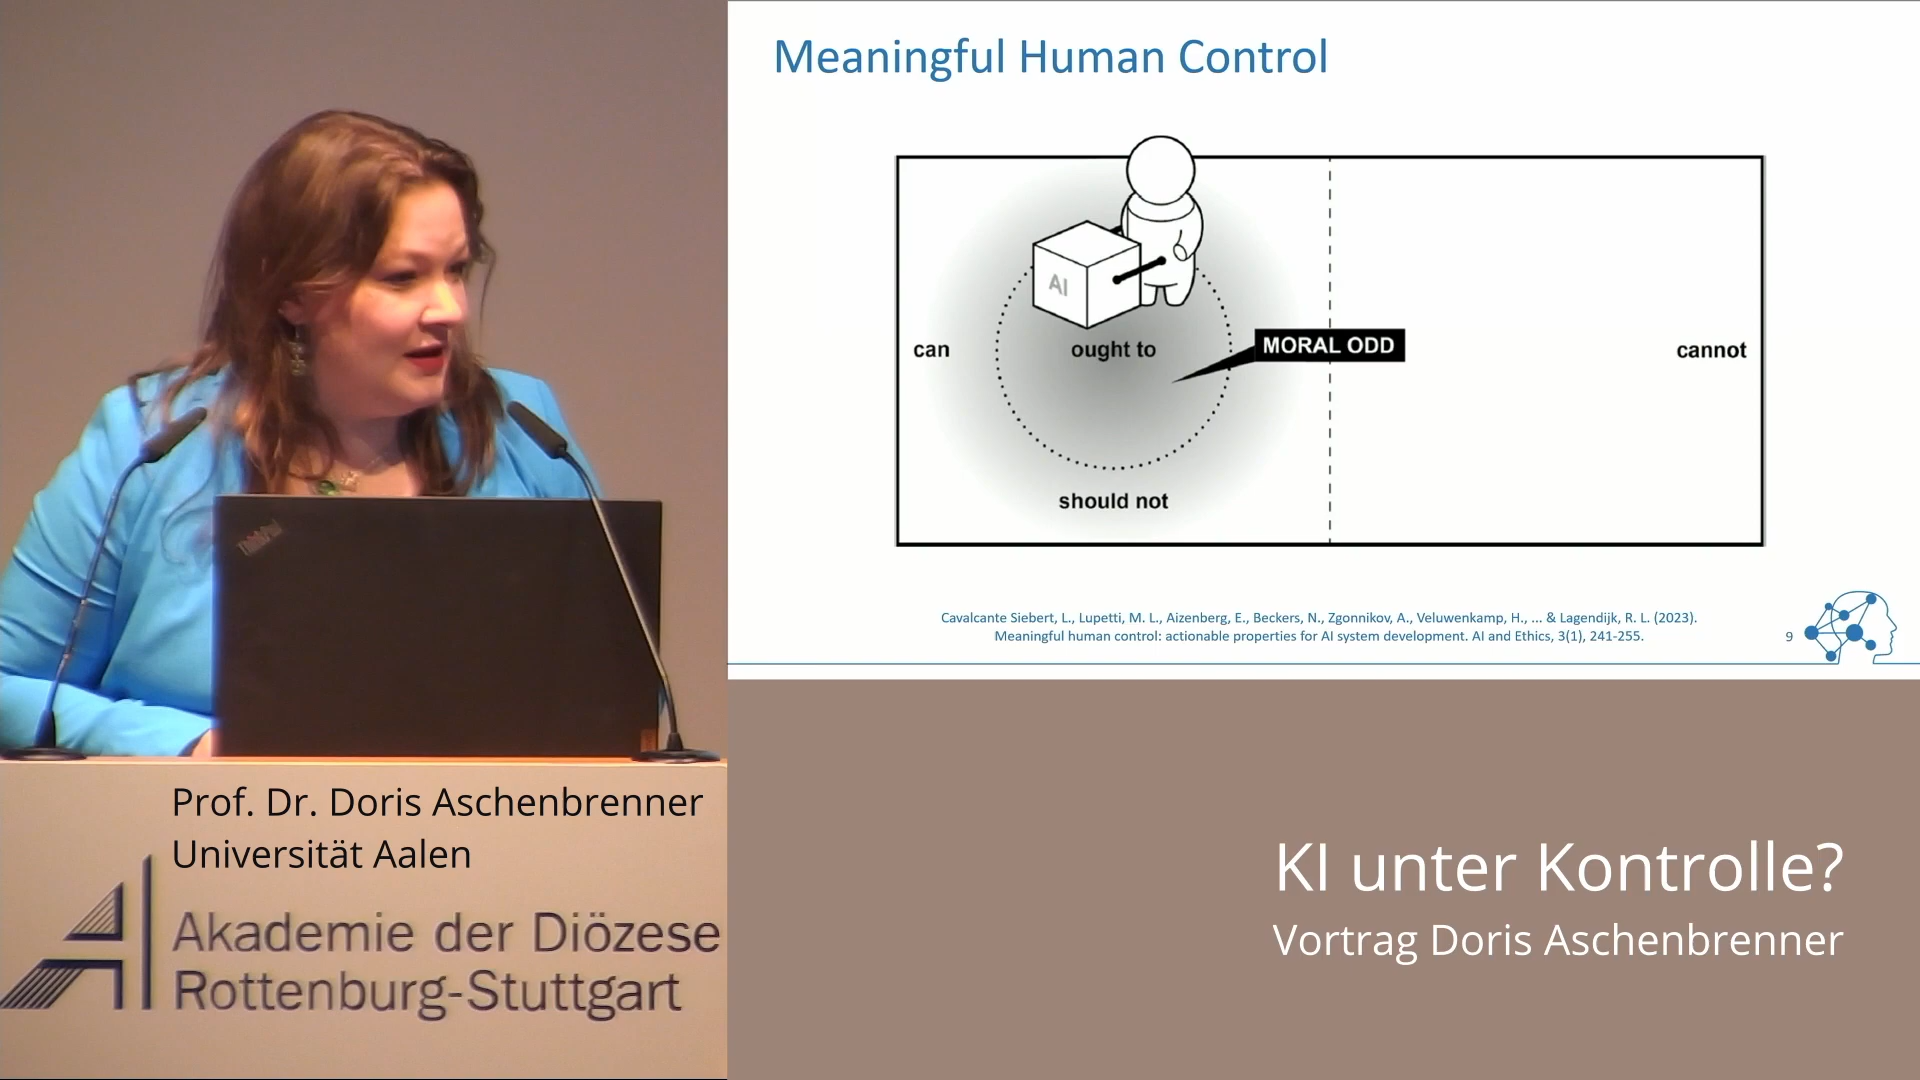 Meaningful Human Control
AI
can
ought to
MORAL ODD
cannot
should not
Cavalcante Siebert, L., Lupetti, M. L., Aizenberg, E., Beckers, N., Zgonnikov, A., Veluwenkamp, H., ... & Lagendijk, R. L. (2023).
Meaningful human control: actionable properties for AI system development. AI and Ethics, 3(1), 241-255.
9
ThinkPad
Prof. Dr. Doris Aschenbrenner
Universität Aalen
Akademie der Diözese
Rottenburg-Stuttgart
KI unter Kontrolle?
Vortrag Doris Aschenbrenner